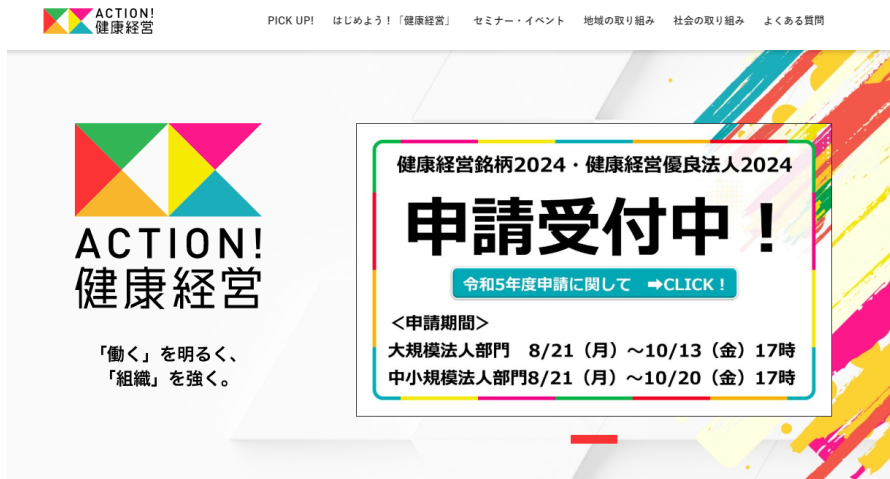 ACTION!
健康経営
PICK UP!
はじめよう！「健康経営」
セミナー・イベント
地域の取り組み
社会の取り組み
よくある質問
ACTION!
健康経営
「働く」を明るく、
「組織」を強く。
健康経営銘柄2024・健康経営優良法人2024
申請受付中！
令和5年度申請に関して ➡CLICK！
＜申請期間＞
大規模法人部門 8/21（月）～10/13（金）17時
中小規模法人部門8/21（月）～10/20（金）17時